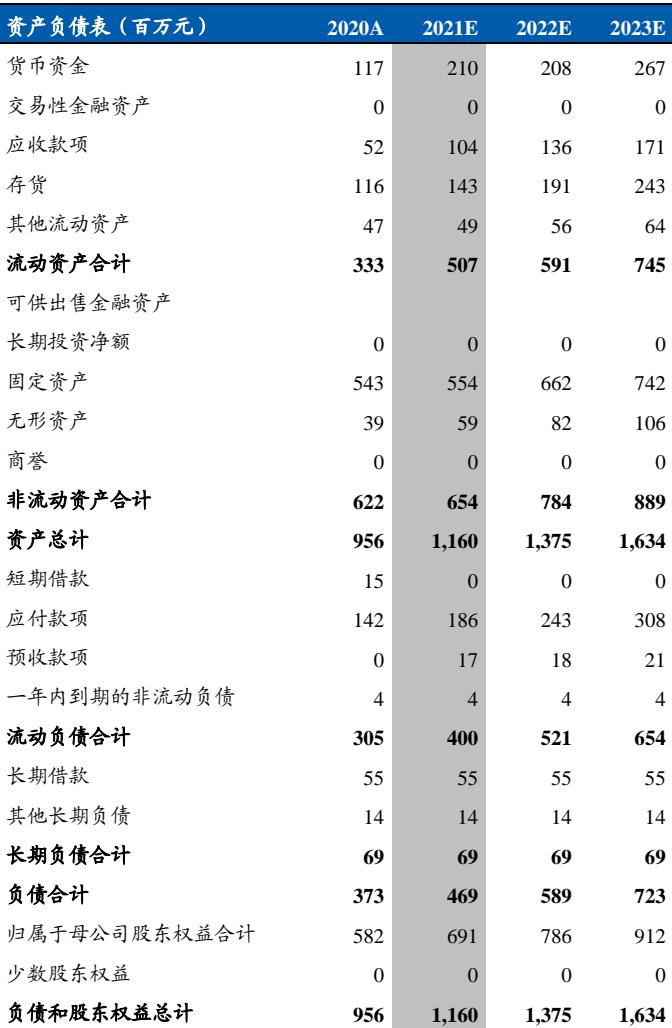 资产负债表（百万元） 2020A 2021E 2022E 2023E
货币资金 117 210 208 267
交易性金融资产 0 0 0 0
应收款项 52 104 136 171
存货 116 143 191 243
其他流动资产 47 49 56 64
流动资产合计 333 507 591 745
可供出售金融资产
长期投资净额 0 0 0 0
固定资产 543 554 662 742
无形资产 39 59 82 106
商誉 0 0 0 0
非流动资产合计 622 654 784 889
资产总计 956 1,160 1,375 1,634
短期借款 15 0 0 0
应付款项 142 186 243 308
预收款项 0 17 18 21
一年内到期的非流动负债 4 4 4 4
流动负债合计 305 400 521 654
长期借款 55 55 55 55
其他长期负债 14 14 14 14
长期负债合计 69 69 69 69
负债合计 373 469 589 723
归属于母公司股东权益合计 582 691 786 912
少数股东权益 0 0 0 0
负债和股东权益总计 956 1,160 1,375 1,634